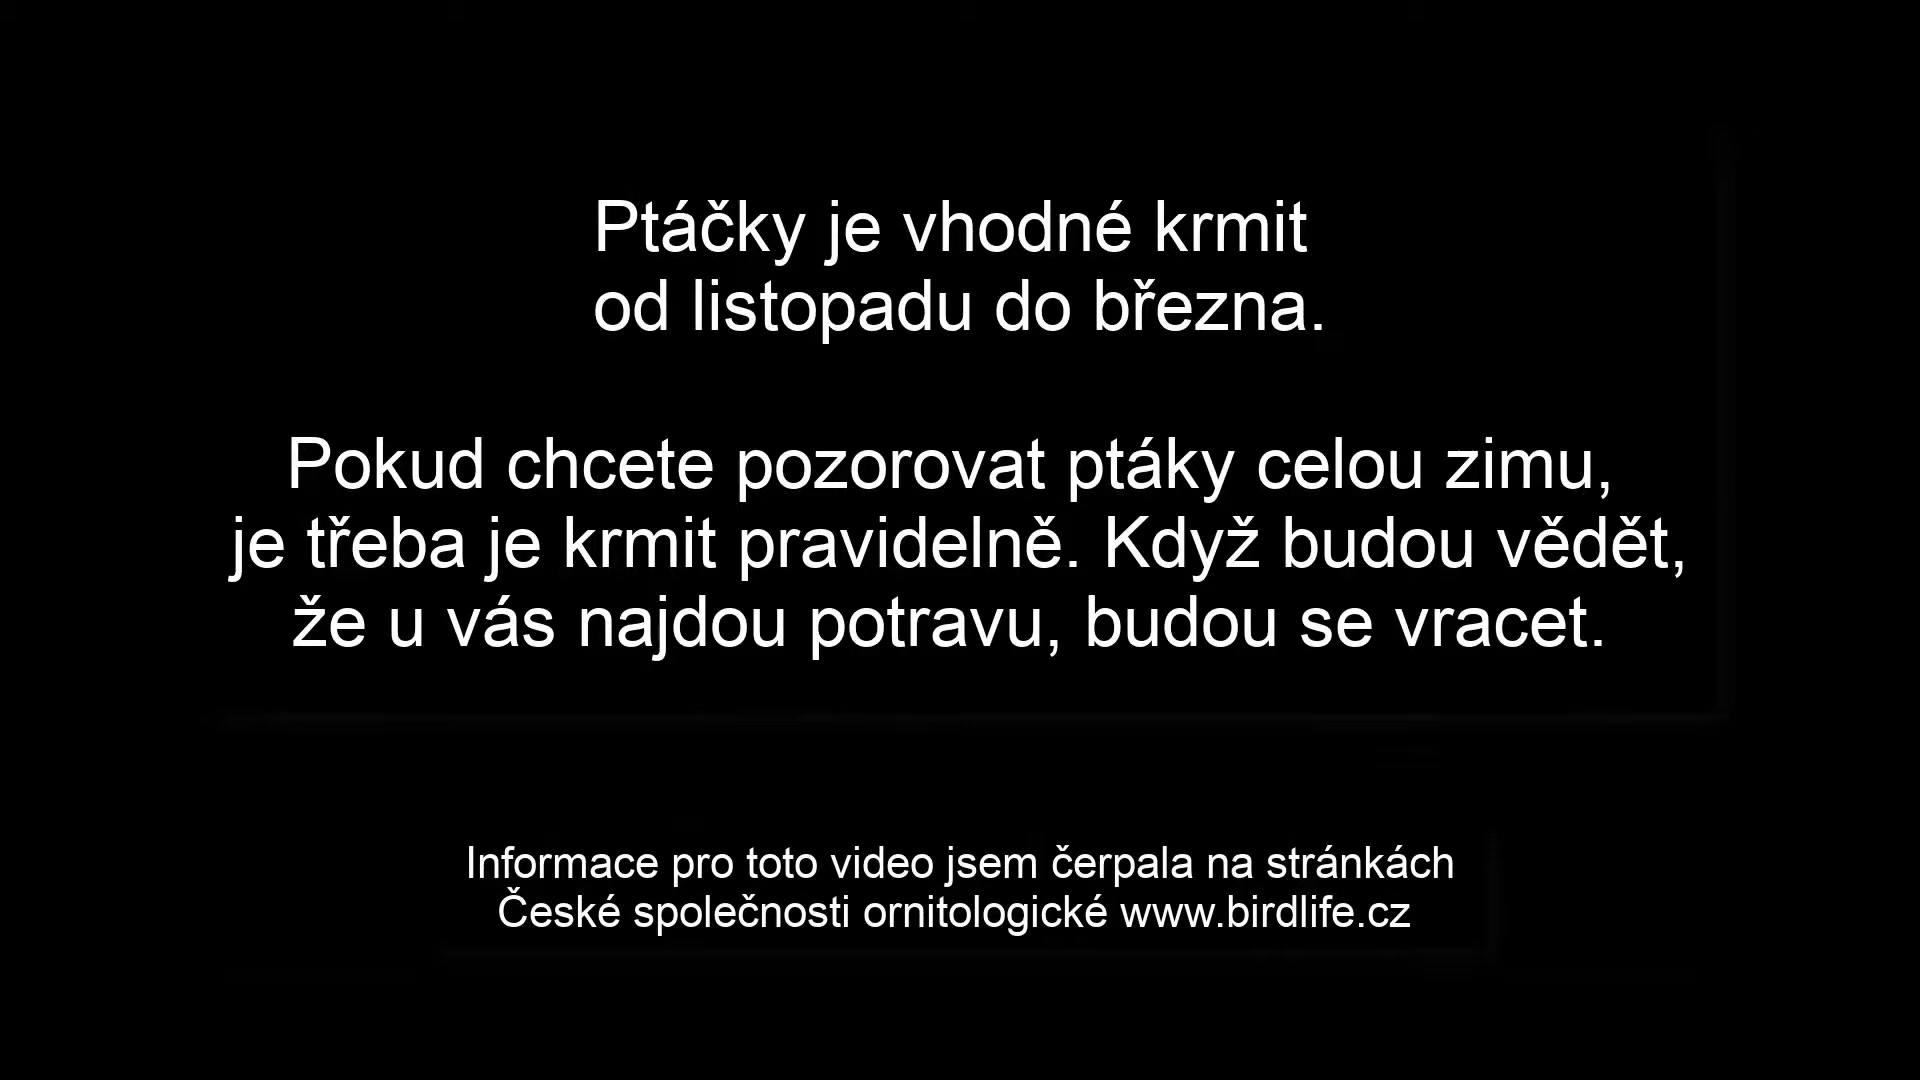 Ptáčky je vhodné krmit
od listopadu do března.
Pokud chcete pozorovat ptáky celou zimu,
je třeba je krmit pravidelně. Když budou vědět,
že u vás najdou potravu, budou se vracet.
Informace pro toto video jsem čerpala na stránkách
České společnosti ornitologické www.birdlife.cz